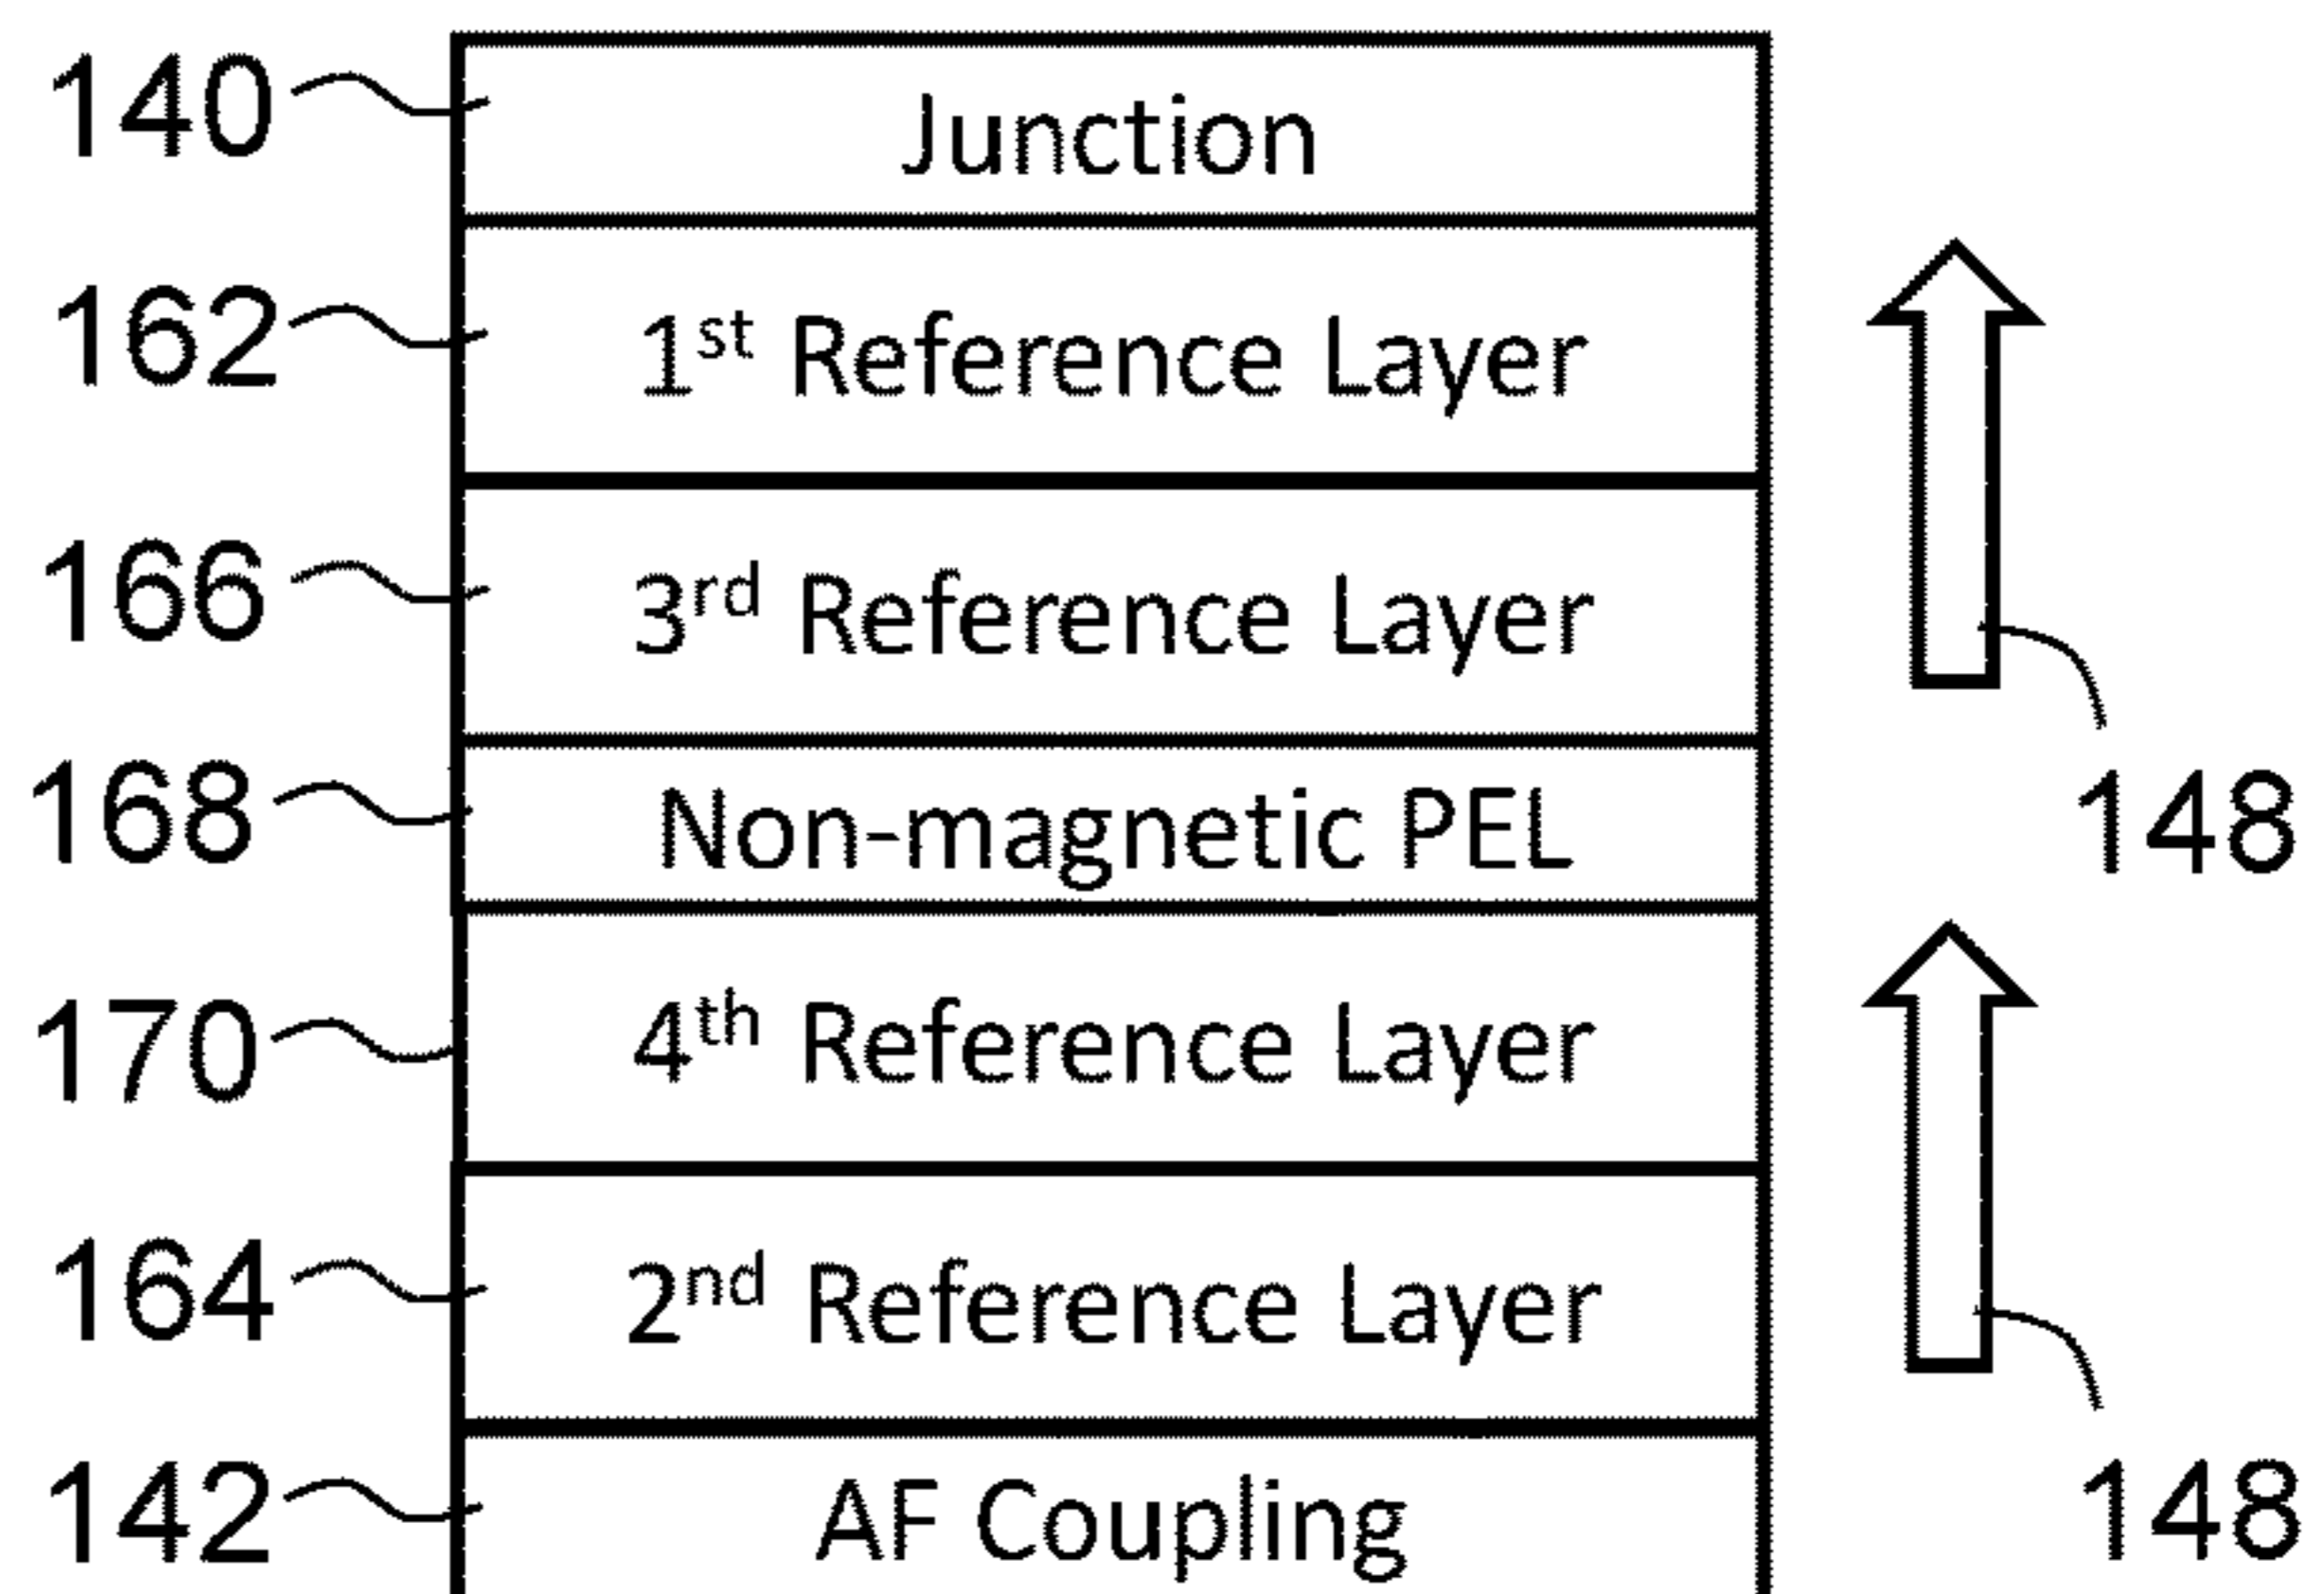 140 Junction
162 1st Reference Layer
166 3rd Reference Layer
168 Non-magnetic PEL 148
170 4th Reference Layer
164 2nd Reference Layer
142 AF Coupling 148